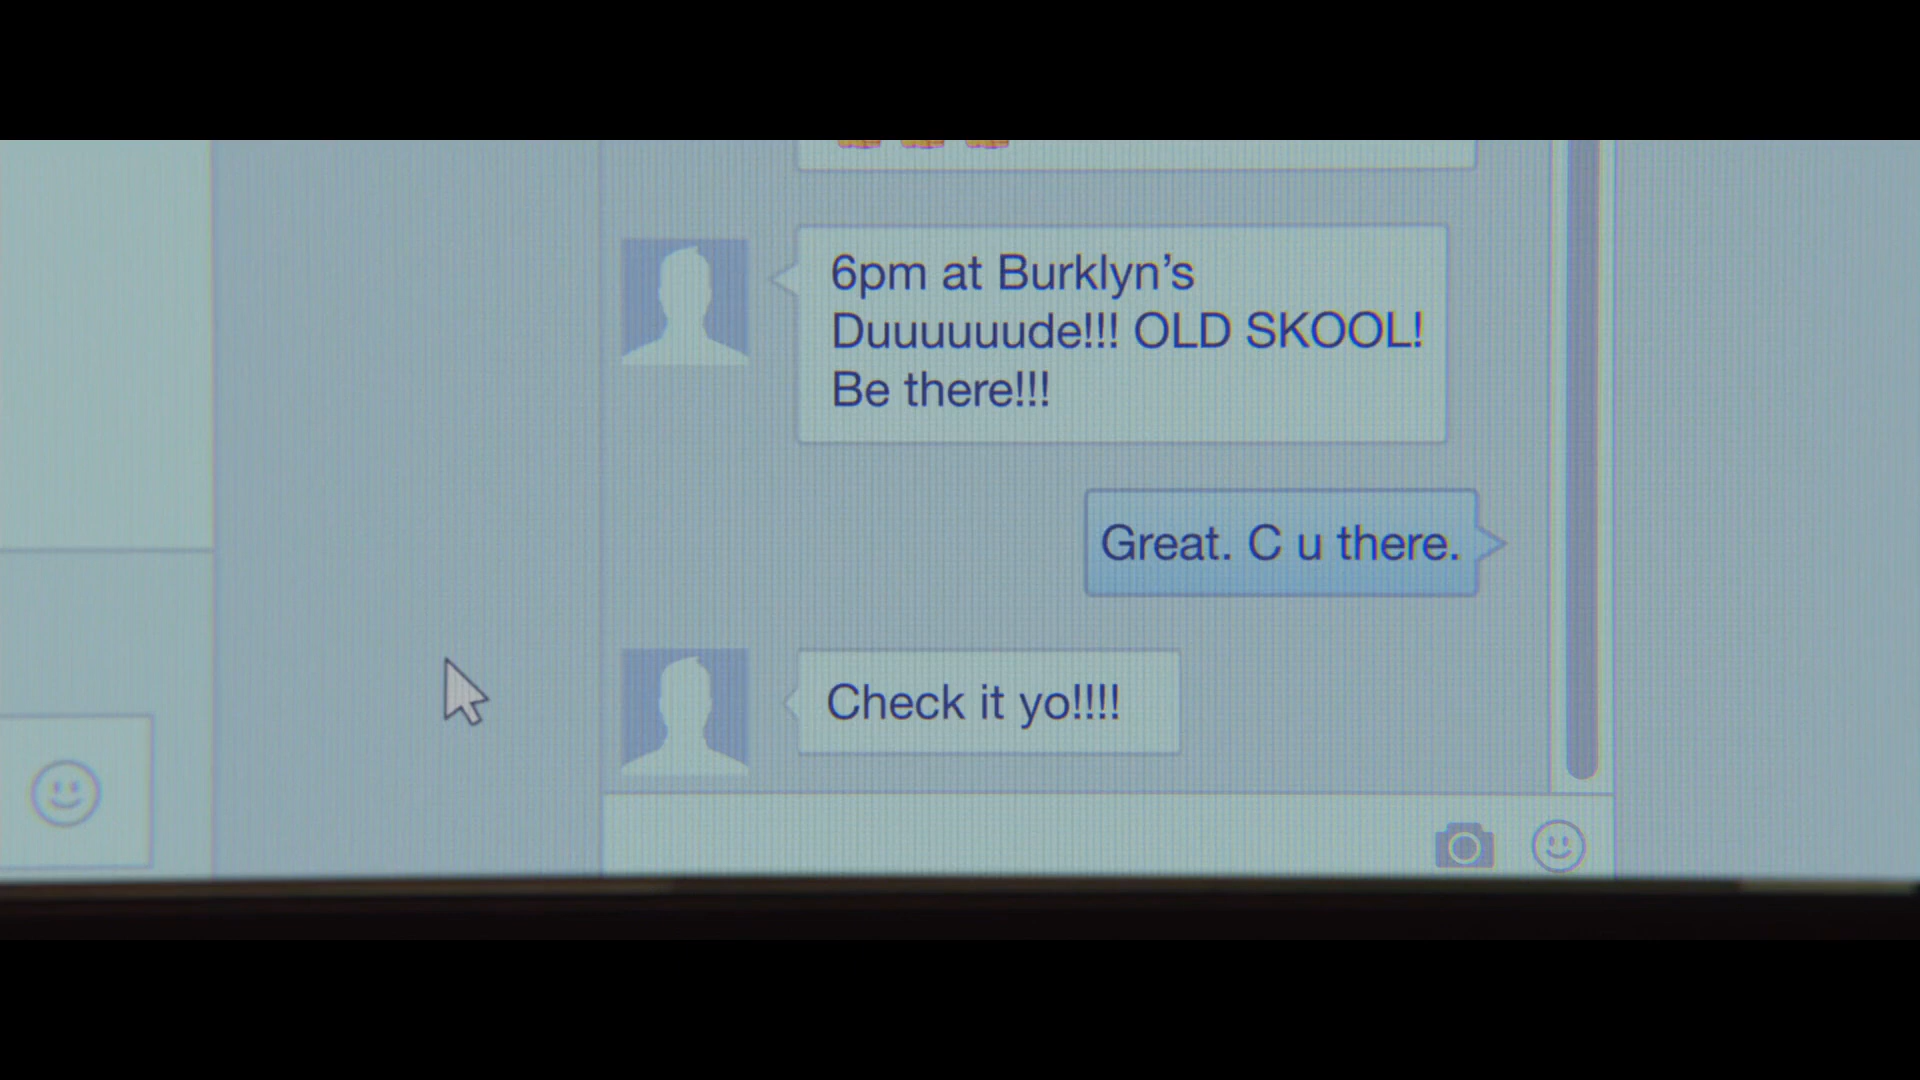 6pm at Burklyn’s
Duuuuuude!!! OLD SKOOL!
Be there!!!
Great. C u there.
Check it yo!!!!